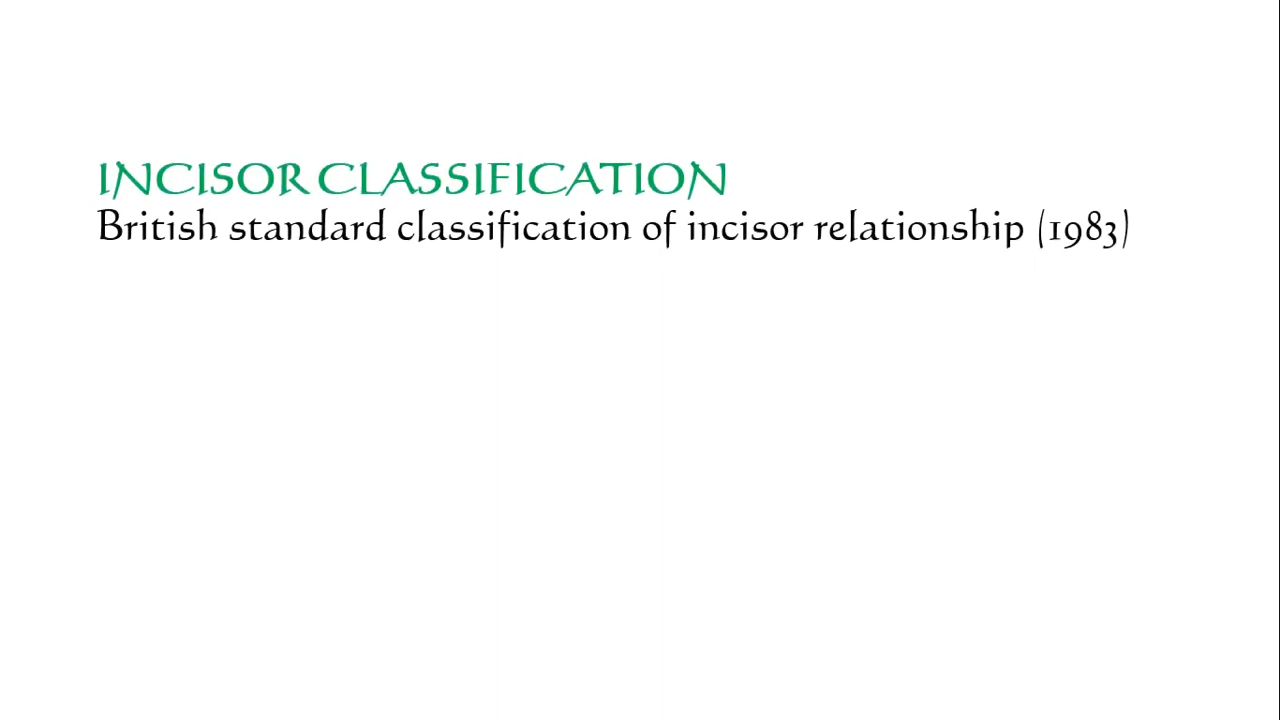 INCISOR CLASSIFICATION
British standard classification of incisor relationship (1983)